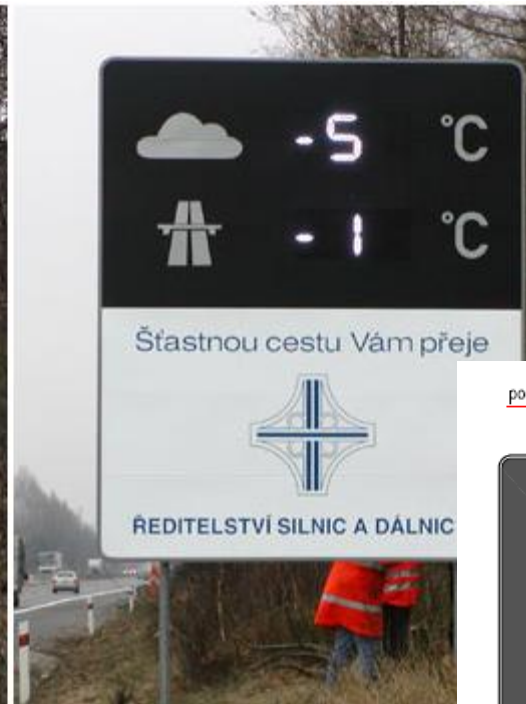 -5 °C
-1 °C
Šťastnou cestu Vám přeje
ŘEDITELSTVÍ SILNIC A DÁLNIC
po